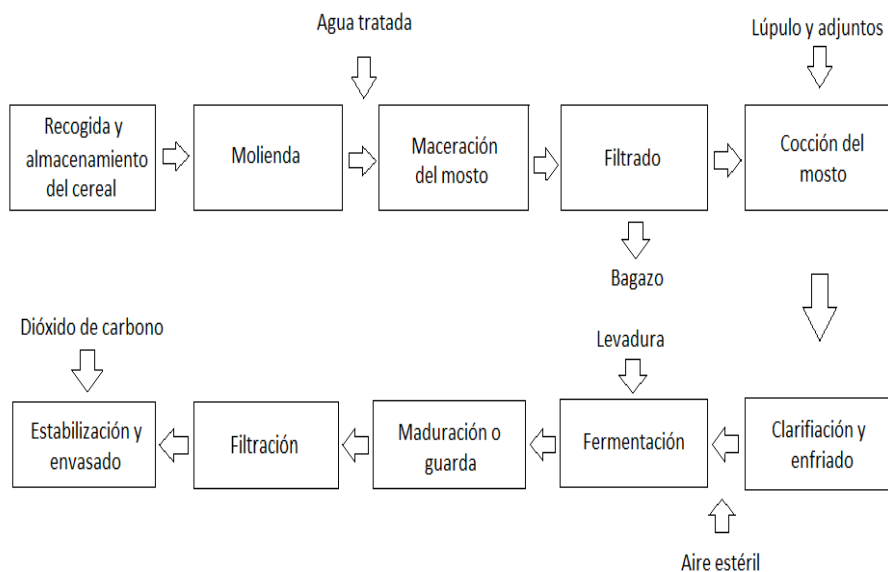 Agua tratada
Lúpulo y adjuntos
Recogida y
almacenamiento
del cereal
Molienda
Maceración
del mosto
Filtrado
Cocción del
mosto
Bagazo
Dióxido de carbono
Levadura
Estabilización y
envasado
Filtración
Maduración o
guarda
Fermentación
Clarifiación y
enfriado
Aire estéril